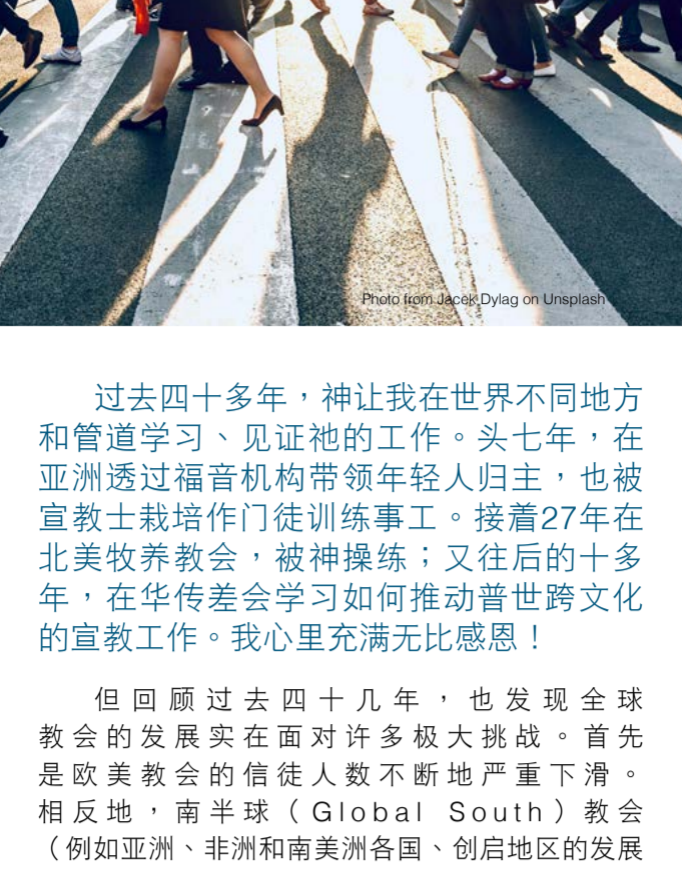 Photo from Jacek Dylag on Unsplash
过去四十多年，神让我在世界不同地方
和管道学习、见证祂的工作。头七年，在
亚洲透过福音机构带领年轻人归主，也被
宣教士栽培作门徒训练事工。接着27年在
北美牧养教会，被神操练；又往后的十多
年，在华传差会学习如何推动普世跨文化
的宣教工作。我心里充满无比感恩！
但回顾过去四十几年，也发现全球
教会的发展实在面对许多极大挑战。首先
是欧美教会的信徒人数不断地严重下滑。
相反地，南半球（Global South）教会
（例如亚洲、非洲和南美洲各国、创启地区的发展